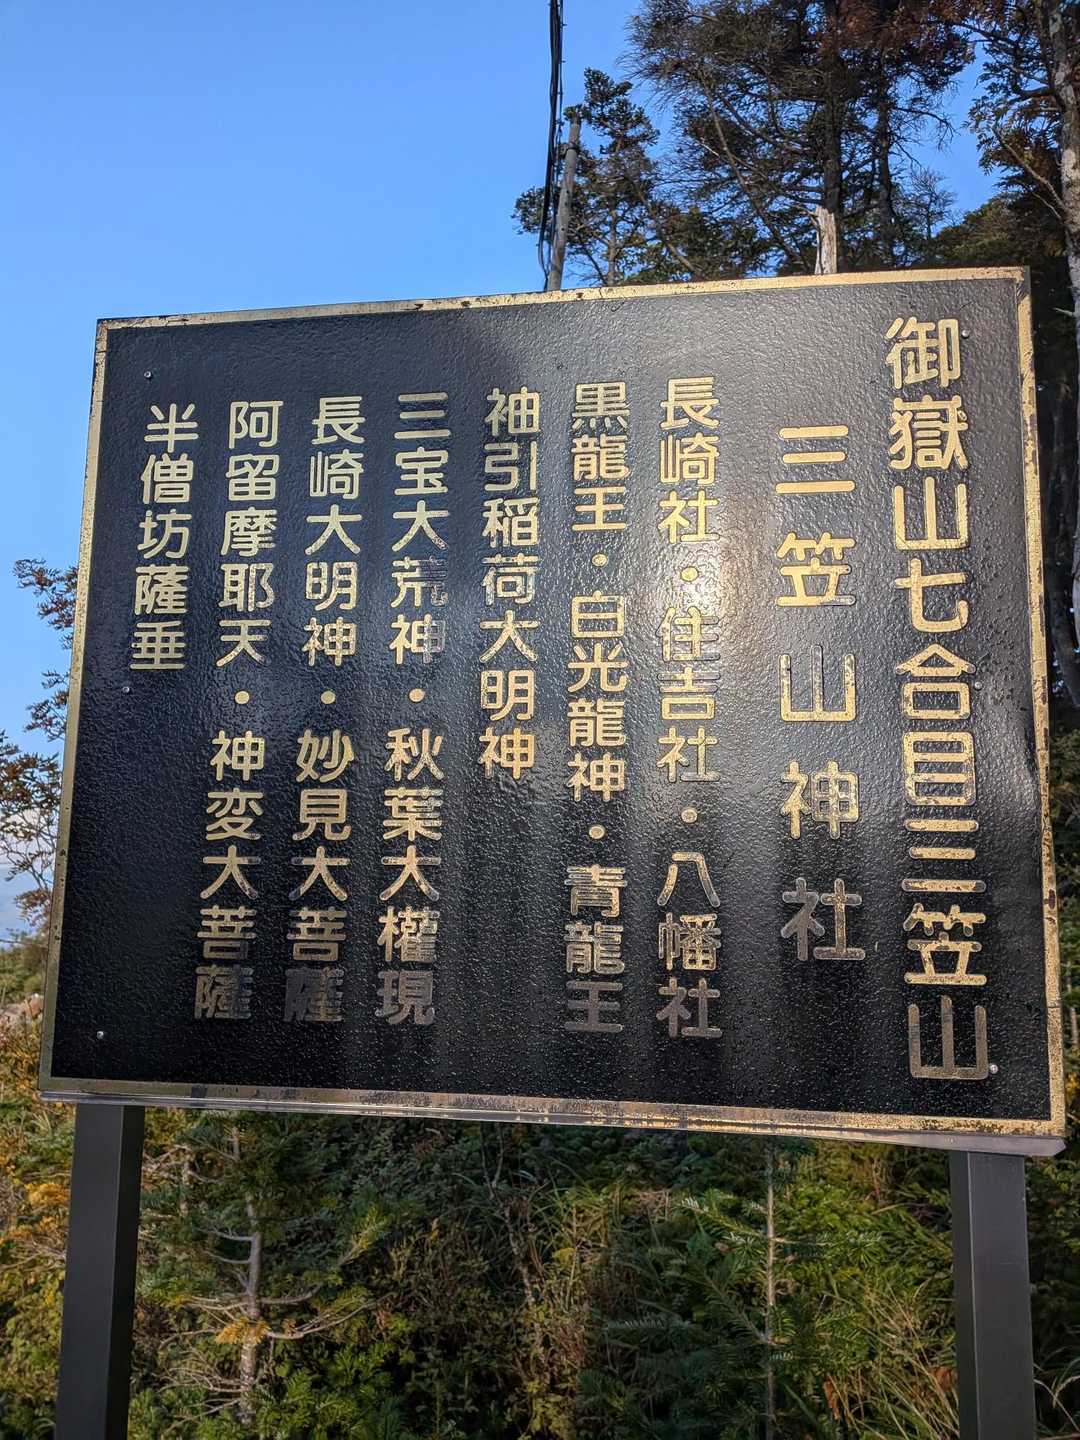 御嶽山七合目三笠山
三笠山神社
長崎社・住吉社・八幡社
黒龍王・白光龍神・青龍王
袖引稲荷大明神
三宝大荒神・秋葉大權現
長崎大明神・妙見大菩薩
阿留摩耶天・神変大菩薩
半僧坊薩垂